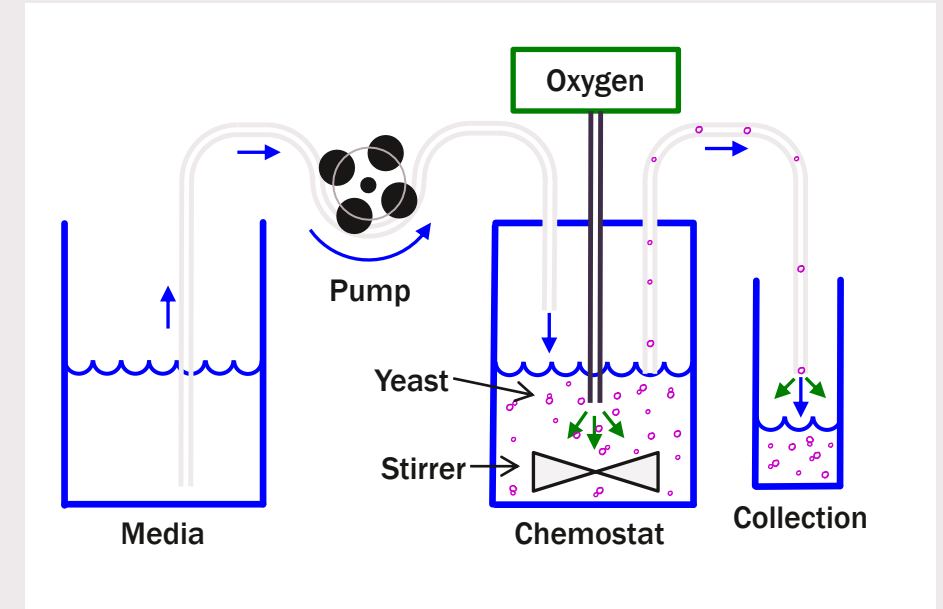 Oxygen
Pump
Yeast
Stirrer
Media
Chemostat
Collection